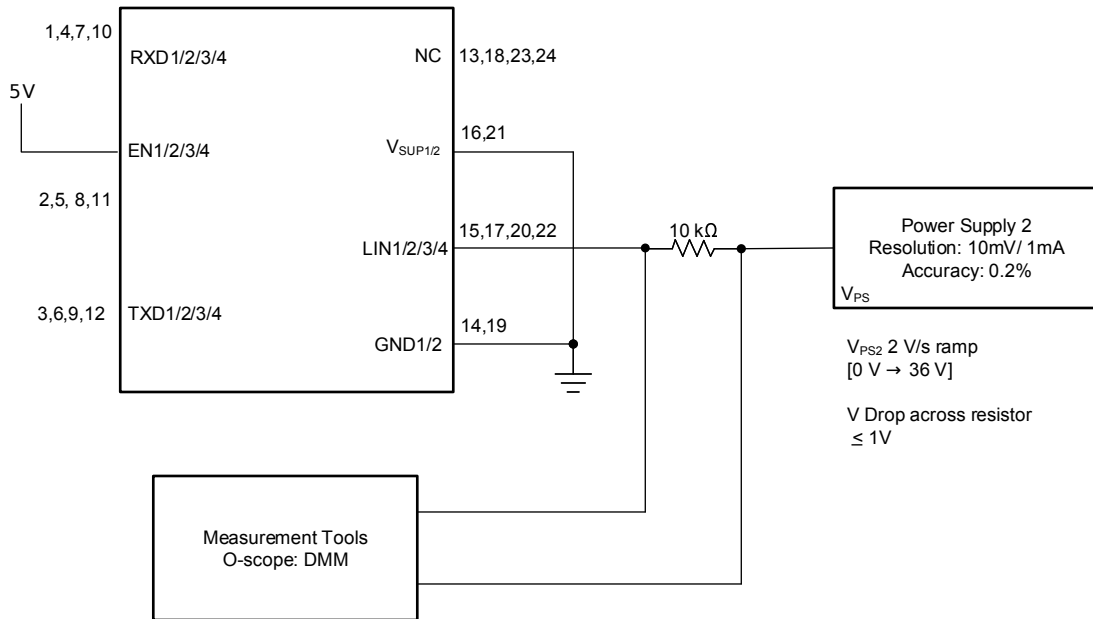 1,4,7,10
RXD1/2/3/4
NC
13,18,23,24
5V
EN1/2/3/4
VSUP1/2
16,21
2,5, 8,11
LIN1/2/3/4
15,17,20,22
10 kΩ
Power Supply 2
Resolution: 10mV/ 1mA
Accuracy: 0.2%
VPS
3,6,9,12
TXD1/2/3/4
GND1/2
14,19
VPS2 2 V/s ramp
[0 V → 36 V]
V Drop across resistor
≤ 1V
Measurement Tools
O-scope: DMM